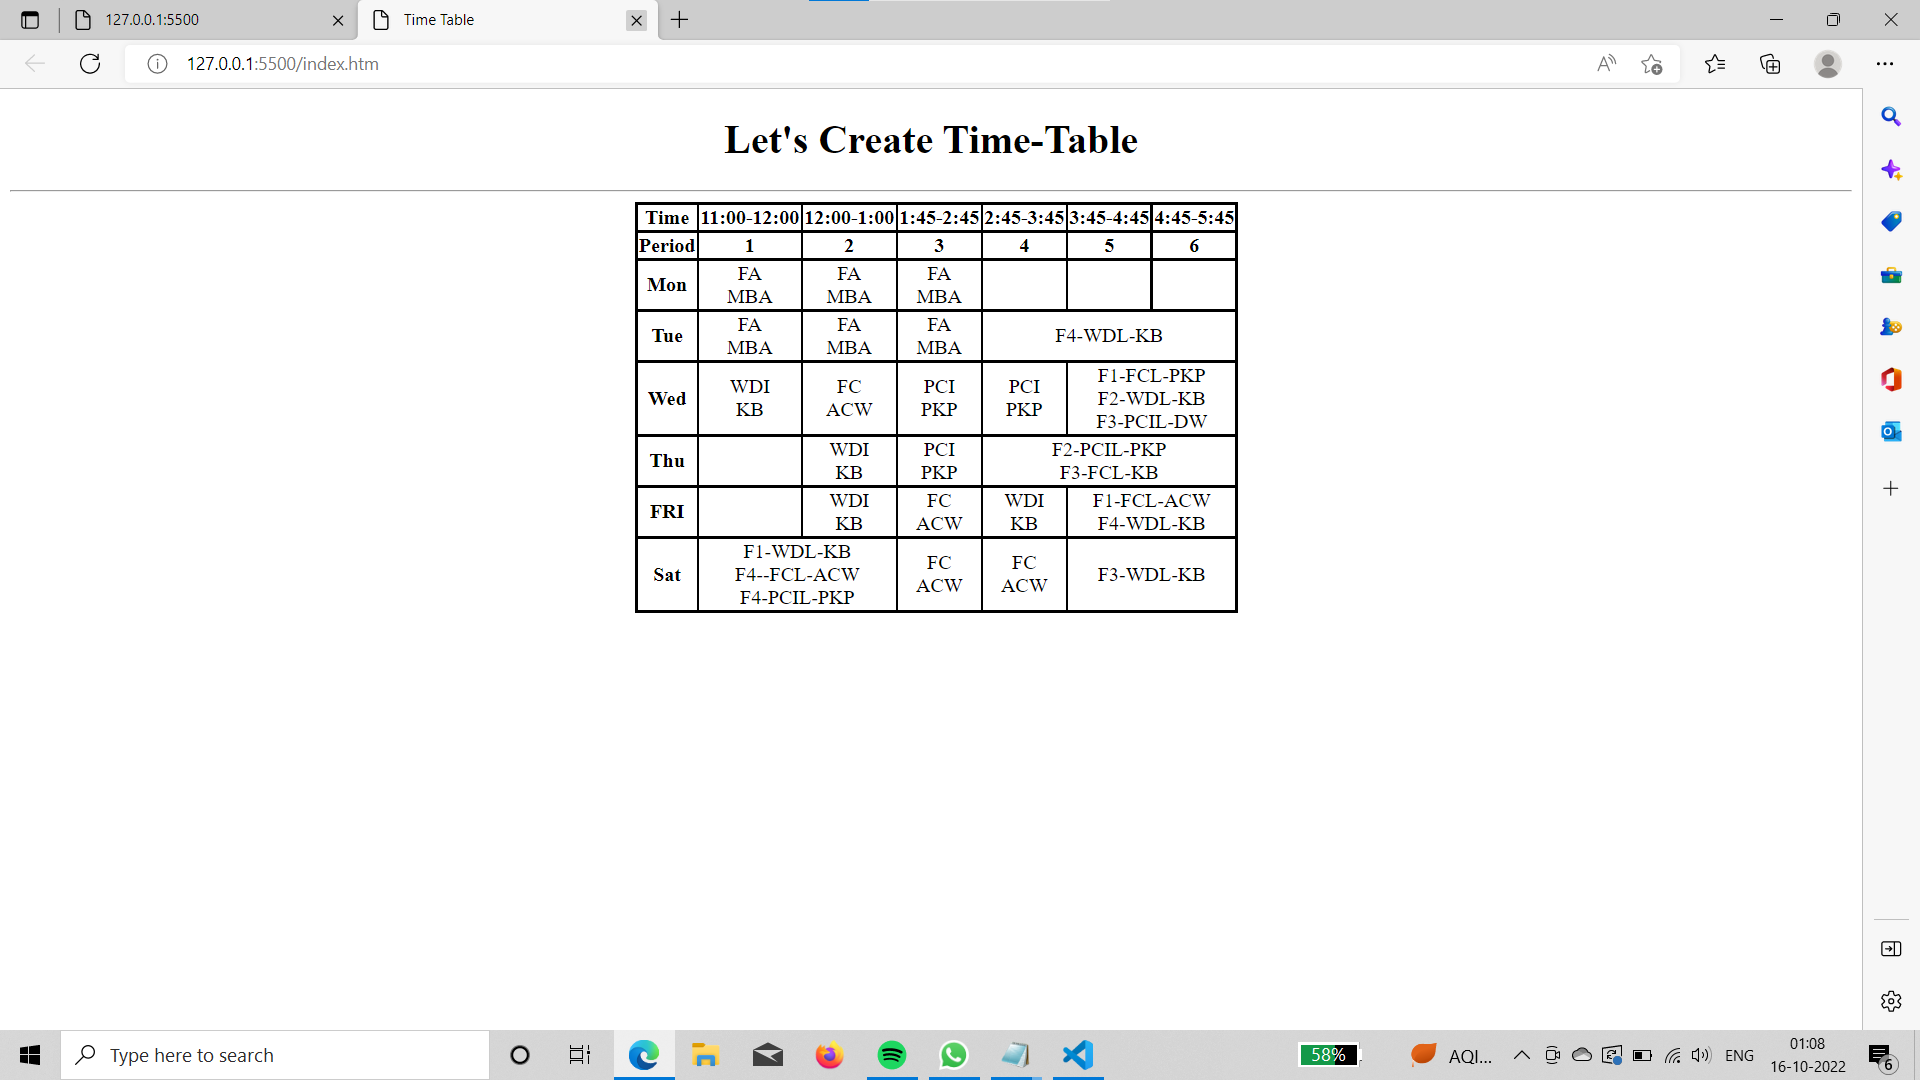 127.0.0.1:5500
Time Table
127.0.0.1:5500/index.htm
Let's Create Time-Table
Time 11:00-12:00 12:00-1:00 1:45-2:45 2:45-3:45 3:45-4:45 4:45-5:45
Period 1 2 3 4 5 6
Mon
FA FA FA
MBA MBA MBA
Tue
FA FA FA
MBA MBA MBA
F4-WDL-KB
Wed
WDI FC PCI PCI
KB ACW PKP PKP
F1-FCL-PKP
F2-WDL-KB
F3-PCIL-DW
Thu
WDI PCI
KB PKP
F2-PCIL-PKP
F3-FCL-KB
FRI
WDI FC WDI
KB ACW KB
F1-FCL-ACW
F4-WDL-KB
Sat
F1-WDL-KB
F4--FCL-ACW
F4-PCIL-PKP
FC FC
ACW ACW
F3-WDL-KB
Type here to search
58%
AQI...
ENG
01:08
16-10-2022
6